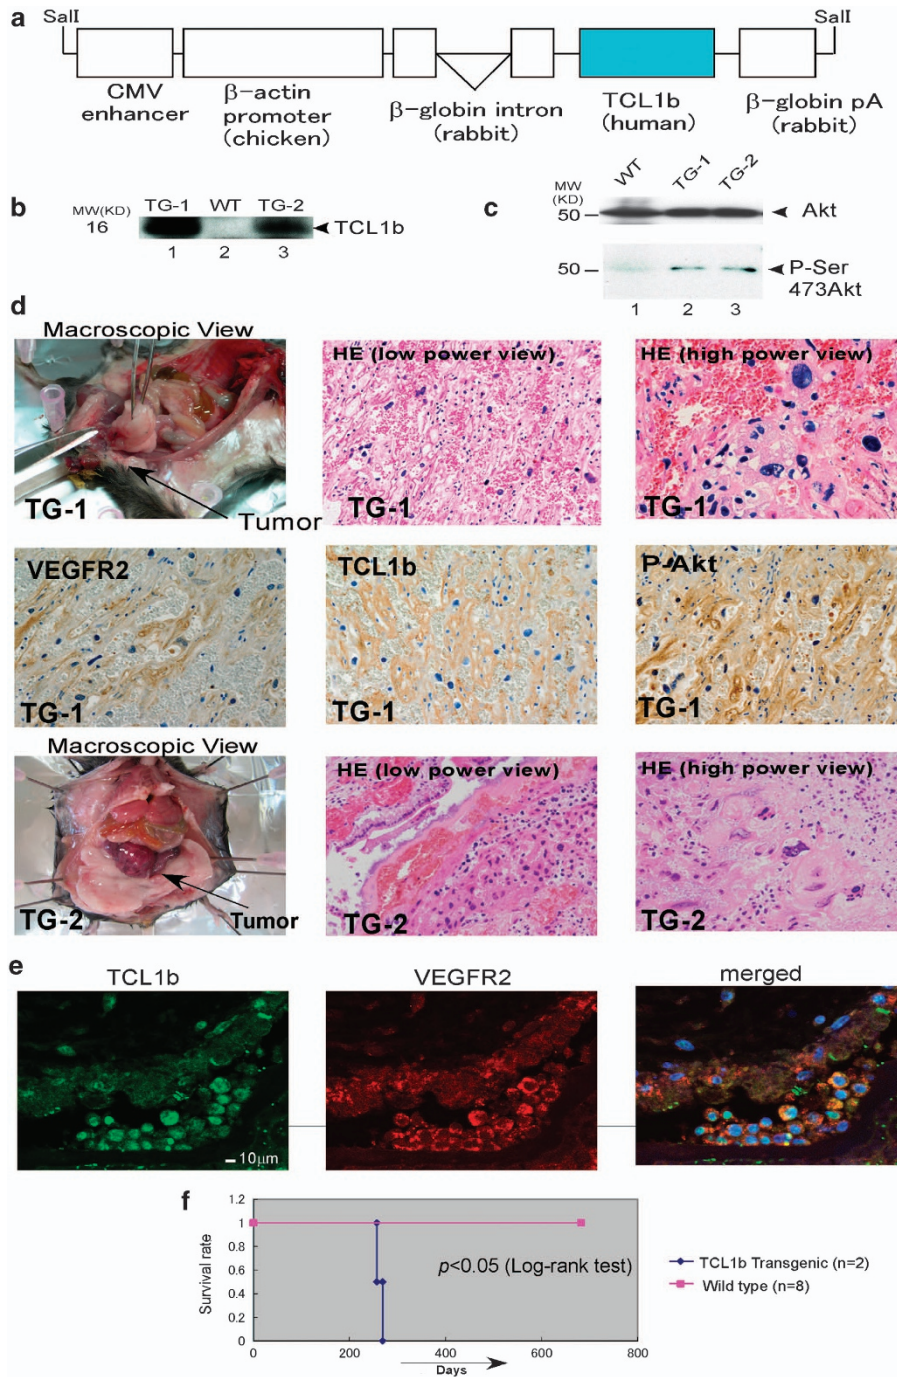 a
SalI
SalI
CMV
enhancer
β-actin
promoter
(chicken)
β-globin intron
(rabbit)
TCL1b
(human)
β-globin pA
(rabbit)
b
MW(KD)
16
TG-1 WT TG-2
TCL1b
1 2 3
c
MW
(KD)
WT TG-1 TG-2
50
Akt
50
P-Ser
473Akt
1 2 3
d
Macroscopic View
TG-1
Tumor
HE (low power view)
TG-1
HE (high power view)
TG-1
VEGFR2
TG-1
TCL1b
TG-1
P-Akt
TG-1
Macroscopic View
TG-2
Tumor
HE (low power view)
TG-2
HE (high power view)
TG-2
e
TCL1b
VEGFR2
merged
10μm
f
Survival rate
1.2
1
0.8
0.6
0.4
0.2
0
p<0.05 (Log-rank test)
TCL1b Transgenic (n=2)
Wild type (n=8)
0 200 400 600 800
Days